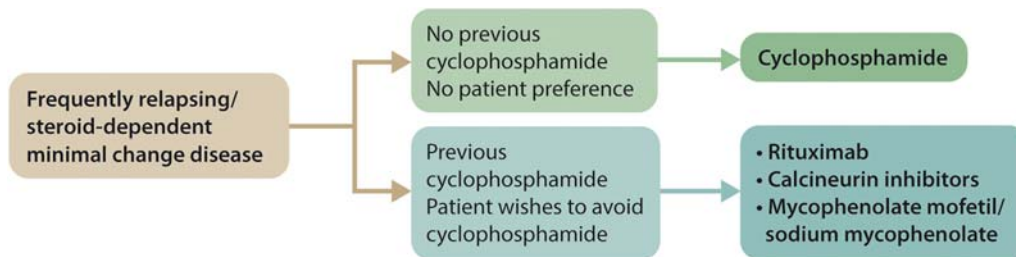 Frequently relapsing/
steroid-dependent
minimal change disease
No previous
cyclophosphamide
No patient preference
Cyclophosphamide
Previous
cyclophosphamide
Patient wishes to avoid
cyclophosphamide
• Rituximab
• Calcineurin inhibitors
• Mycophenolate mofetil/
sodium mycophenolate